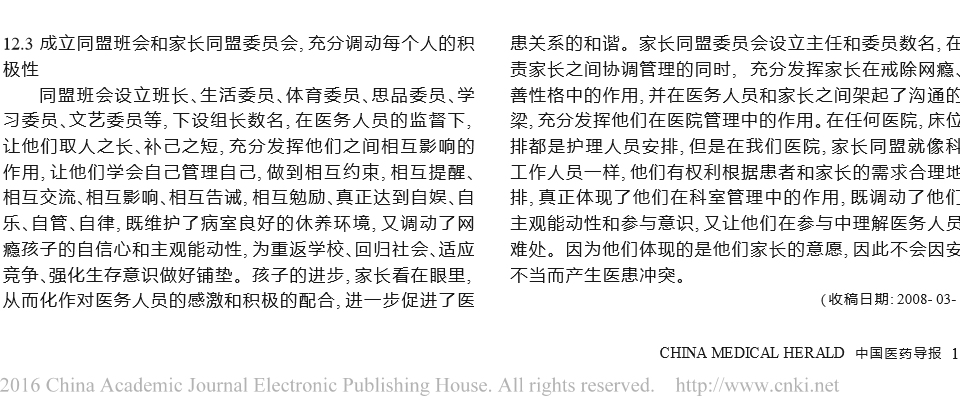 12.3 成立同盟班会和家长同盟委员会, 充分调动每个人的积
极性
同盟班会设立班长、生活委员、体育委员、思品委员、学
习委员、文艺委员等, 下设组长数名, 在医务人员的监督下,
让他们取人之长、补己之短, 充分发挥他们之间相互影响的
作用, 让他们学会自己管理自己, 做到相互约束, 相互提醒、
相互交流、相互影响、相互告诫, 相互勉励、真正达到自娱、自
乐、自管、自律, 既维护了病室良好的休养环境, 又调动了网
瘾孩子的自信心和主观能动性, 为重返学校、回归社会、适应
竞争、强化生存意识做好铺垫。孩子的进步, 家长看在眼里,
从而化作对医务人员的感激和积极的配合, 进一步促进了医
患关系的和谐。家长同盟委员会设立主任和委员数名, 在
责家长之间协调管理的同时, 充分发挥家长在戒除网瘾、
善性格中的作用, 并在医务人员和家长之间架起了沟通的
梁, 充分发挥他们在医院管理中的作用。在任何医院, 床位
排都是护理人员安排, 但是在我们医院, 家长同盟就像科
工作人员一样, 他们有权利根据患者和家长的需求合理地
排, 真正体现了他们在科室管理中的作用, 既调动了他们
主观能动性和参与意识, 又让他们在参与中理解医务人员
难处。因为他们体现的是他们家长的意愿, 因此不会因安
不当而产生医患冲突。
(收稿日期: 2008- 03-
CHINA MEDICAL HERALD 中国医药导报 1
2016 China Academic Journal Electronic Publishing House. All rights reserved. http://www.cnki.net